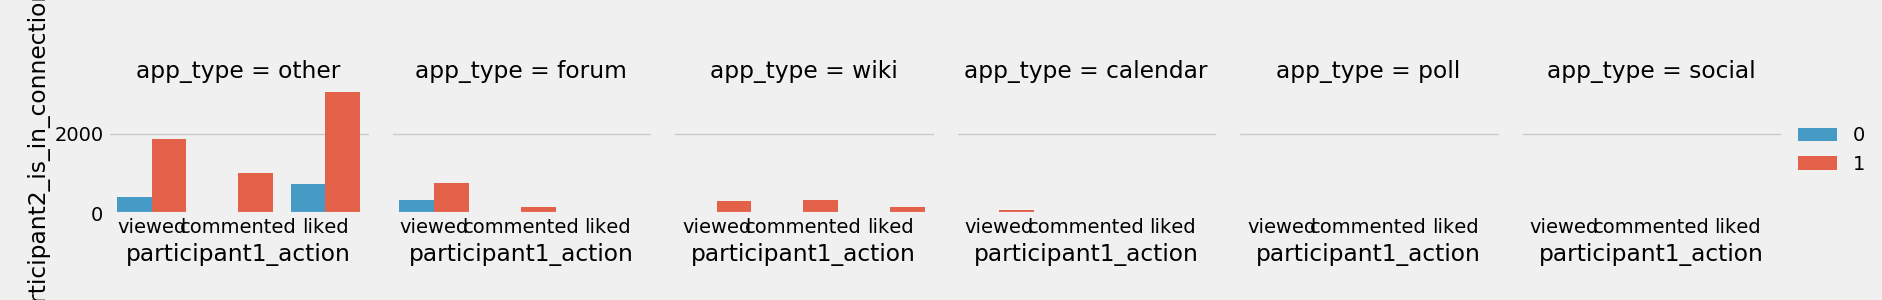 app_type = other
app_type = forum
app_type = wiki
app_type = calendar
app_type = poll
app_type = social
2000
0
viewed commented liked
viewed commented liked
viewed commented liked
viewed commented liked
viewed commented liked
viewed commented liked
participant1_action
participant1_action
participant1_action
participant1_action
participant1_action
participant1_action
0
1